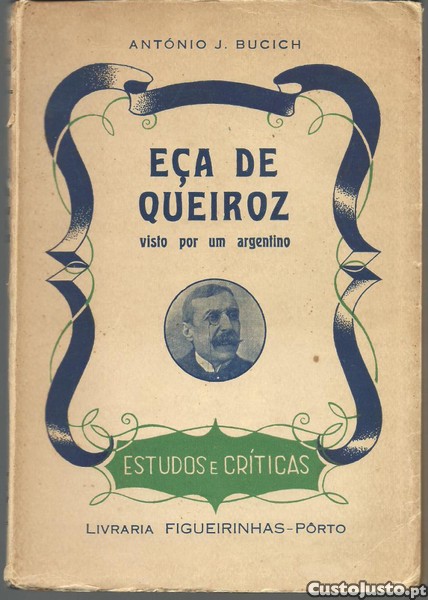 ANTÓNIO J. BUCICH
EÇA DE
QUEIROZ
visto por um argentino
ESTUDOS E CRÍTICAS
LIVRARIA FIGUEIRINHAS-PÔRTO
CustoJusto.pt